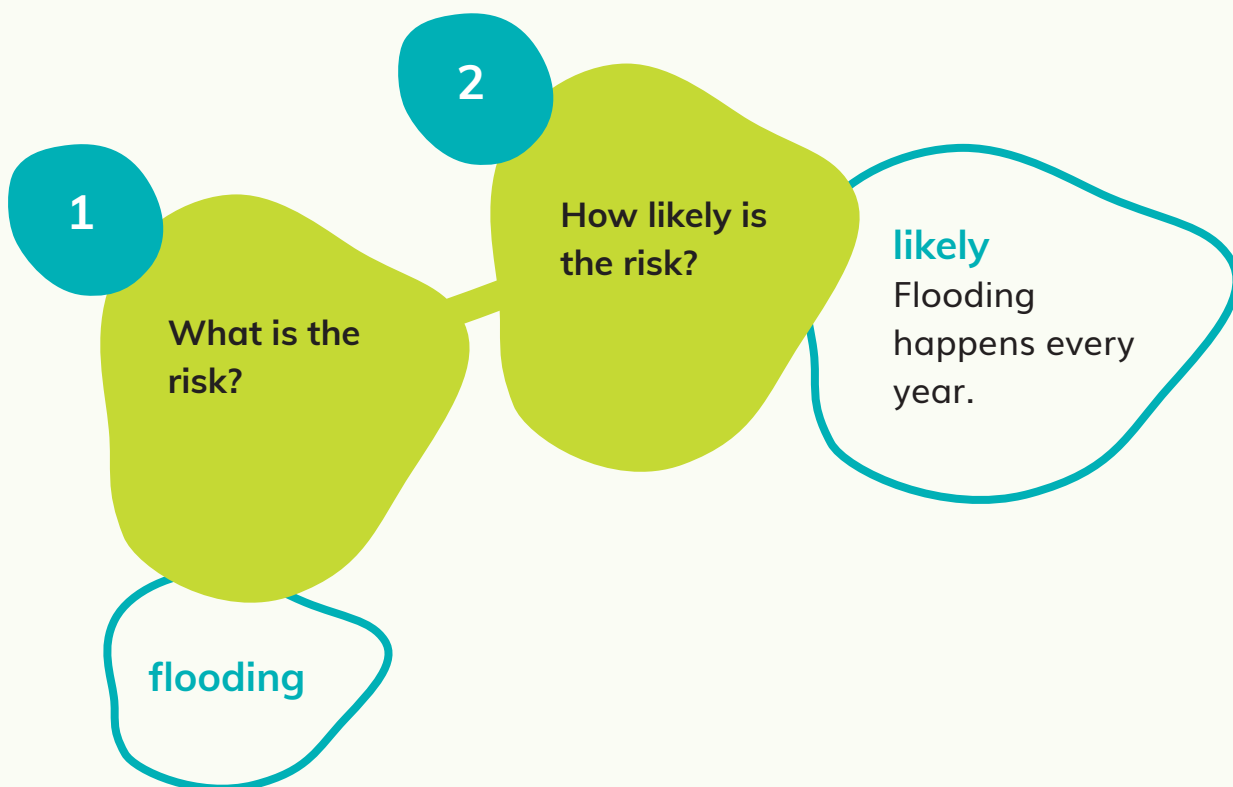 1
What is the
risk?
flooding
2
How likely is
the risk?
likely
Flooding
happens every
year.